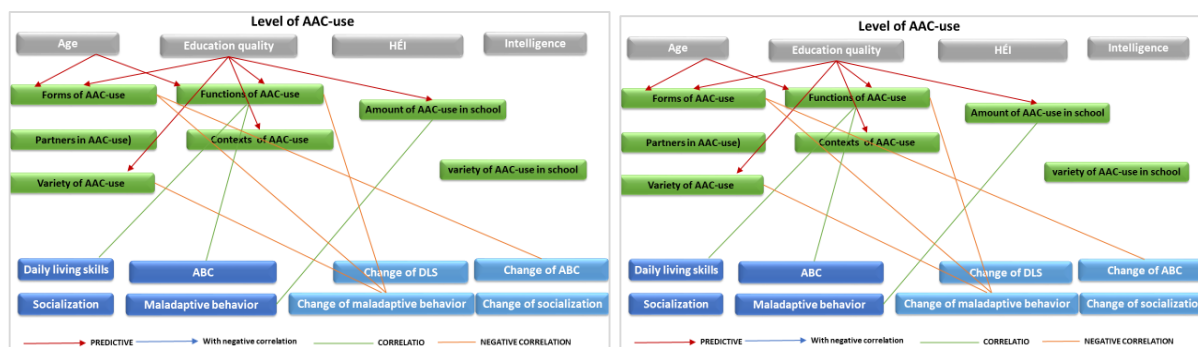 Level of AAC-use
Age
Education quality
HÉI
Intelligence
Forms of AAC-use
Functions of AAC-use
Amount of AAC-use in school
Partners in AAC-use)
Contexts of AAC-use
variety of AAC-use in school
Variety of AAC-use
Daily living skills
ABC
Change of DLS
Change of ABC
Socialization
Maladaptive behavior
Change of maladaptive behavior
Change of socialization
PREDICTIVE
With negative correlation
CORRELATIO
NEGATIVE CORRELATION
Level of AAC-use
Age
Education quality
HÉI
Intelligence
Forms of AAC-use
Functions of AAC-use
Amount of AAC-use in school
Partners in AAC-use)
Contexts of AAC-use
variety of AAC-use in school
Variety of AAC-use
Daily living skills
ABC
Change of DLS
Change of ABC
Socialization
Maladaptive behavior
Change of maladaptive behavior
Change of socialization
PREDICTIVE
With negative correlation
CORRELATIO
NEGATIVE CORRELATION